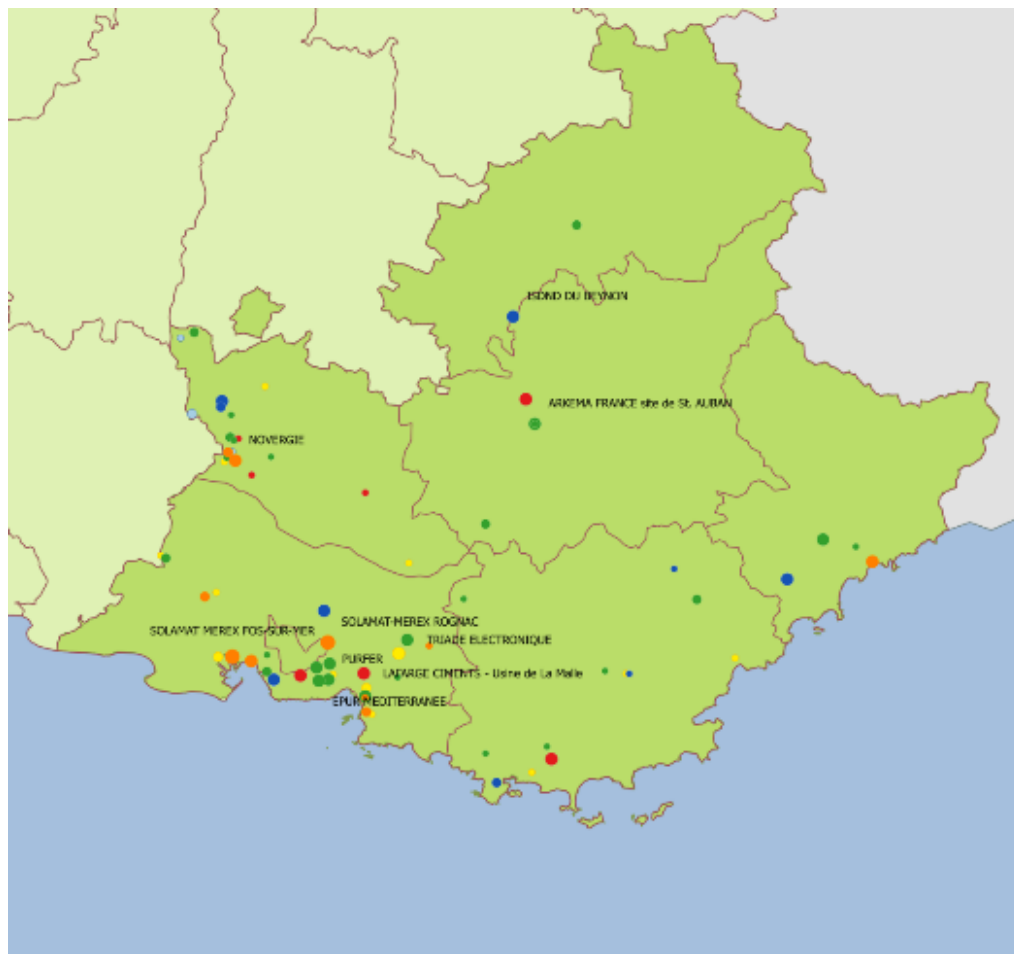 ISDND DU BEYNON
ARKEMA FRANCE site de St. AUBAN
NOVERGIE
SOLAMAT-MEREX ROGNAC
SOLAMAT MEREX FOS-SUR-MER
TRIADE ELECTRONIQUE
PURFER
LAFARGE CIMENTS - Usine de La Malle
EPUR MEDITERRANEE